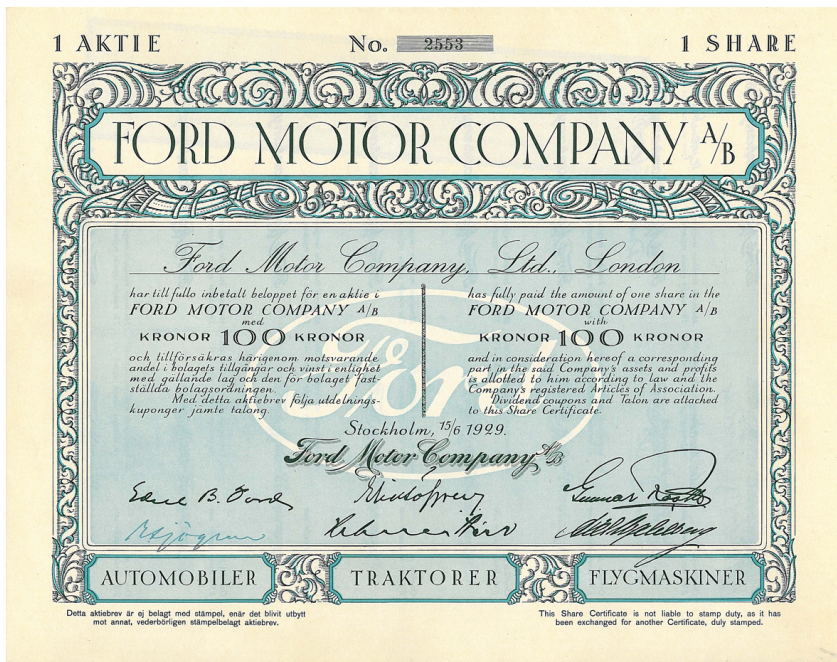 1 AKTIE No. 2553 1 SHARE
FORD MOTOR COMPANY A/B
Ford Motor Company, Ltd., London
har till fullo inbetalt beloppet för en aktie i
FORD MOTOR COMPANY A/B
med
KRONOR 100 KRONOR
och tillförsäkras härigenom motsvarande
andel i bolagets tillgångar och vinst i enlighet
med gällande lag och den för bolaget fast-
ställda bolagsordningen.
Med detta aktiebrev följa utdelnings-
kuponger jämte talong.
has fully paid the amount of one share in the
FORD MOTOR COMPANY A/B
with
KRONOR 100 KRONOR
and in consideration hereof a corresponding
part in the said Company's assets and profits
is allotted to him according to law and the
Company's registered Articles of Association.
Dividend coupons and Talon are attached
to this Share Certificate.
Ford
Stockholm, 15/6 1929.
Ford Motor Company A/B
Edsel B. Ford
AUTOMOBILER TRAKTORER FLYGMASKINER
Detta aktiebrev är ej belagt med stämpel, enär det blivit utbytt
mot annat, vederbörligen stämpelbelagt aktiebrev.
This Share Certificate is not liable to stamp duty, as it has
been exchanged for another Certificate, duly stamped.